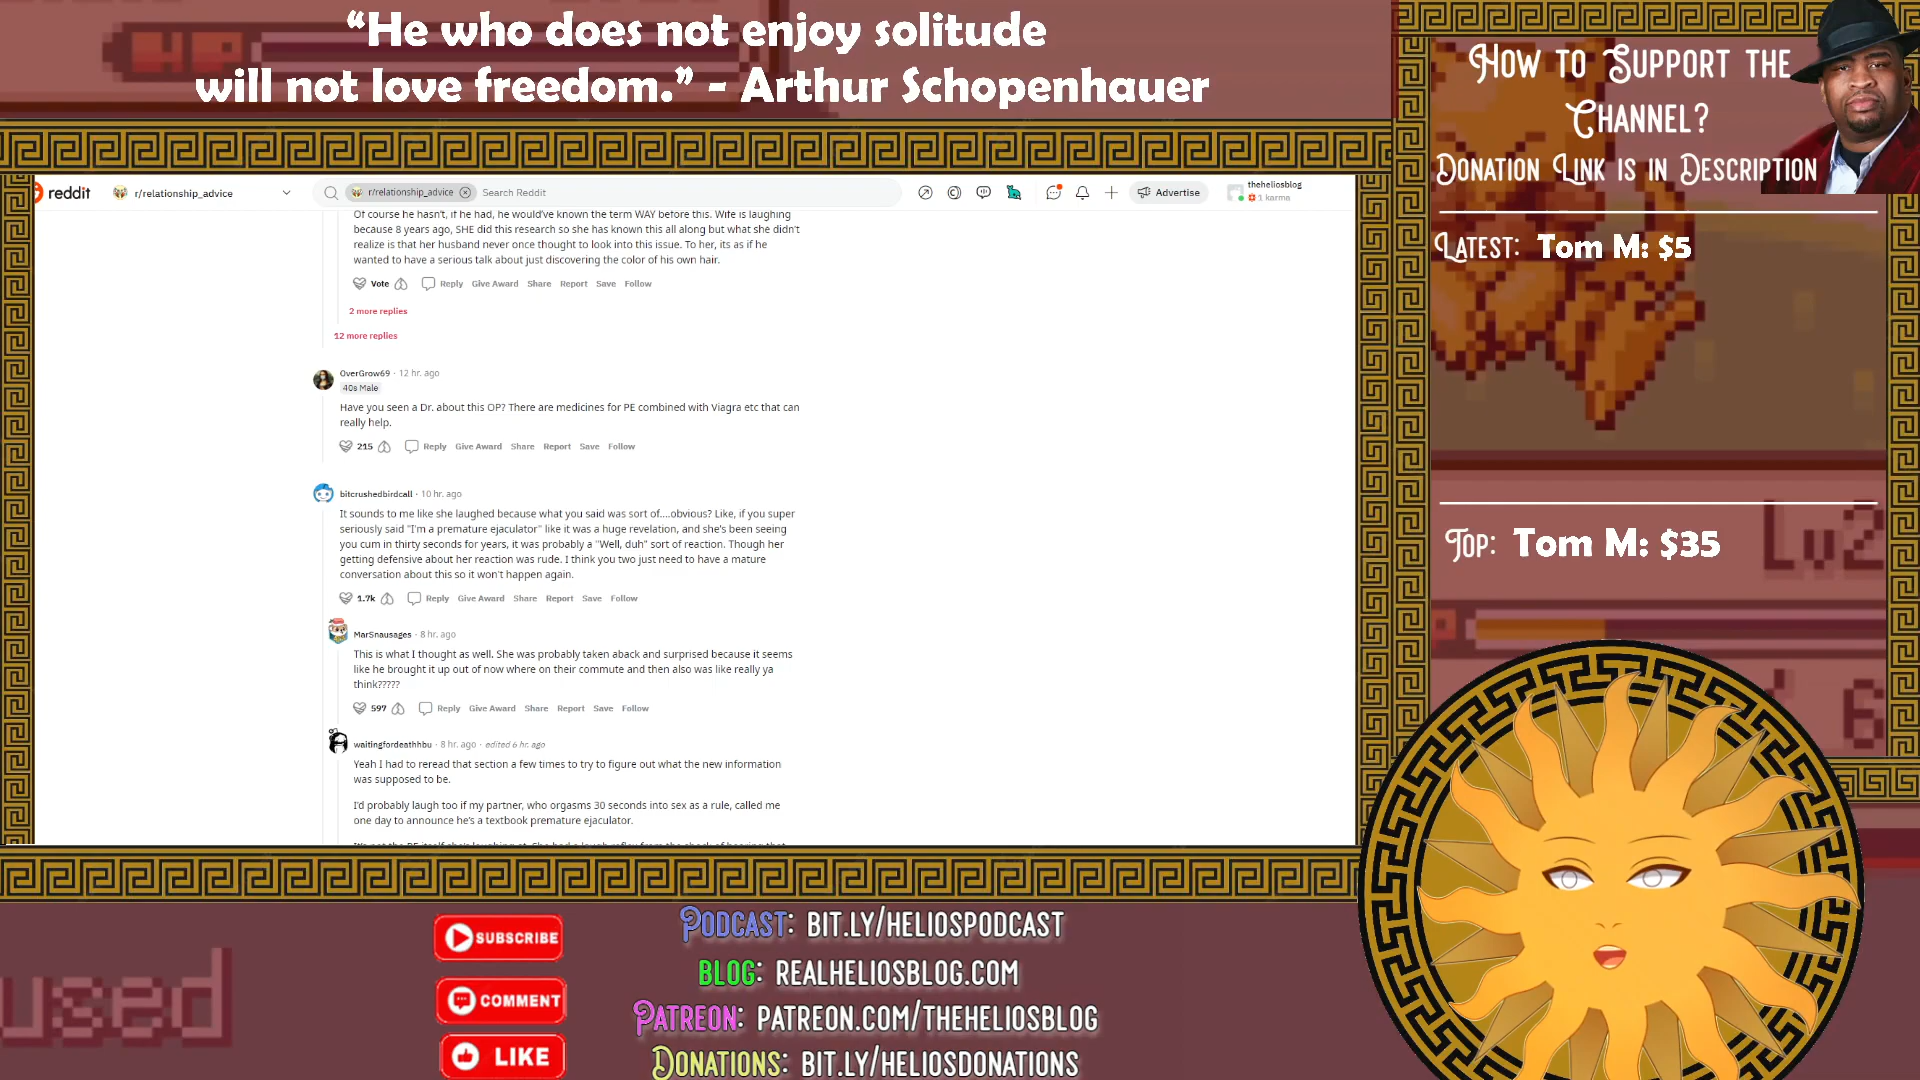 “He who does not enjoy solitude
will not love freedom.” - Arthur Schopenhauer
How to Support the
Channel?
Donation Link is in Description
Latest: Tom M: $5
Top: Tom M: $35
HP
Lv2
6
used
reddit r/relationship_advice r/relationship_advice Search Reddit Advertise theheliosblog
1 karma
Of course he hasn't, if he had, he would've known the term WAY before this. Wife is laughing
because 8 years ago, SHE did this research so she has known this all along but what she didn't
realize is that her husband never once thought to look into this issue. To her, its as if he
wanted to have a serious talk about just discovering the color of his own hair.
Vote Reply Give Award Share Report Save Follow
2 more replies
12 more replies
OverGrow69 · 12 hr. ago
40s Male
Have you seen a Dr. about this OP? There are medicines for PE combined with Viagra etc that can
really help.
215 Reply Give Award Share Report Save Follow
bitcrushedbirdcall · 10 hr. ago
It sounds to me like she laughed because what you said was sort of....obvious? Like, if you super
seriously said "I'm a premature ejaculator" like it was a huge revelation, and she's been seeing
you cum in thirty seconds for years, it was probably a "Well, duh" sort of reaction. Though her
getting defensive about her reaction was rude. I think you two just need to have a mature
conversation about this so it won't happen again.
1.7k Reply Give Award Share Report Save Follow
MarSnausages · 8 hr. ago
This is what I thought as well. She was probably taken aback and surprised because it seems
like he brought it up out of now where on their commute and then also was like really ya
think?????
597 Reply Give Award Share Report Save Follow
waitingfordeathhbu · 8 hr. ago · edited 6 hr. ago
Yeah I had to reread that section a few times to try to figure out what the new information
was supposed to be.
I'd probably laugh too if my partner, who orgasms 30 seconds into sex as a rule, called me
one day to announce he's a textbook premature ejaculator.
SUBSCRIBE
COMMENT
LIKE
Podcast: bit.ly/heliospodcast
Blog: realheliosblog.com
Patreon: patreon.com/theheliosblog
Donations: bit.ly/heliosdonations